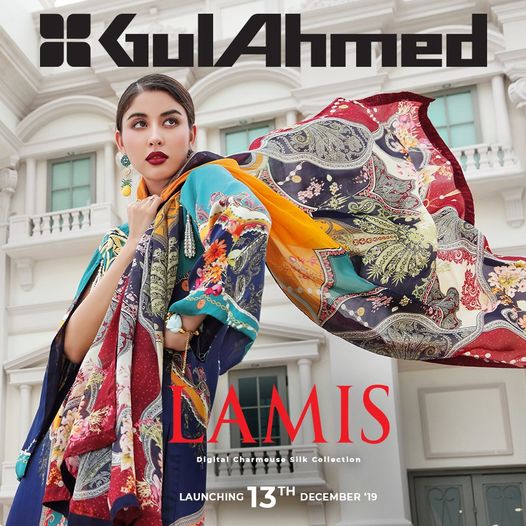 GulAhmed
LAMIS
Digital Charmeuse Silk Collection
LAUNCHING 13TH DECEMBER '19